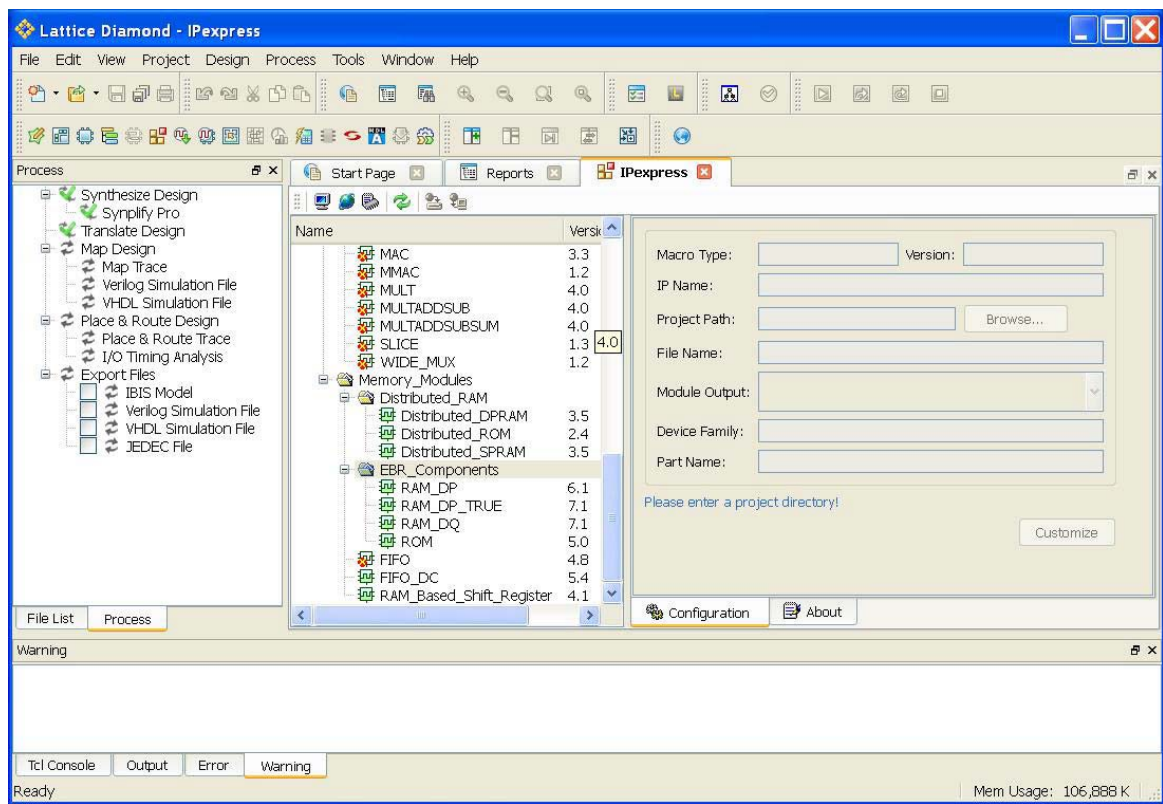 Lattice Diamond - IPexpress
File Edit View Project Design Process Tools Window Help
Process
Start Page
Reports
IPexpress
Synthesize Design
Synplify Pro
Translate Design
Map Design
Map Trace
Verilog Simulation File
VHDL Simulation File
Place & Route Design
Place & Route Trace
I/O Timing Analysis
Export Files
IBIS Model
Verilog Simulation File
VHDL Simulation File
JEDEC File
File List
Process
Name Versic
MAC 3.3
MMAC 1.2
MULT 4.0
MULTADDSUB 4.0
MULTADDSUBSUM 4.0
SLICE 1.3
4.0
WIDE_MUX 1.2
Memory_Modules
Distributed_RAM
Distributed_DPRAM 3.5
Distributed_ROM 2.4
Distributed_SPRAM 3.5
EBR_Components
RAM_DP 6.1
RAM_DP_TRUE 7.1
RAM_DQ 7.1
ROM 5.0
FIFO 4.8
FIFO_DC 5.4
RAM_Based_Shift_Register 4.1
Macro Type: Version:
IP Name:
Project Path: Browse...
File Name:
Module Output:
Device Family:
Part Name:
Please enter a project directory!
Customize
Configuration
About
Warning
Tcl Console Output Error Warning
Ready
Mem Usage: 106,888 K